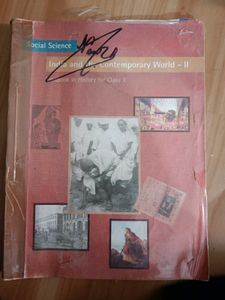 Social Science
India and the Contemporary World – II
Textbook in History for Class X